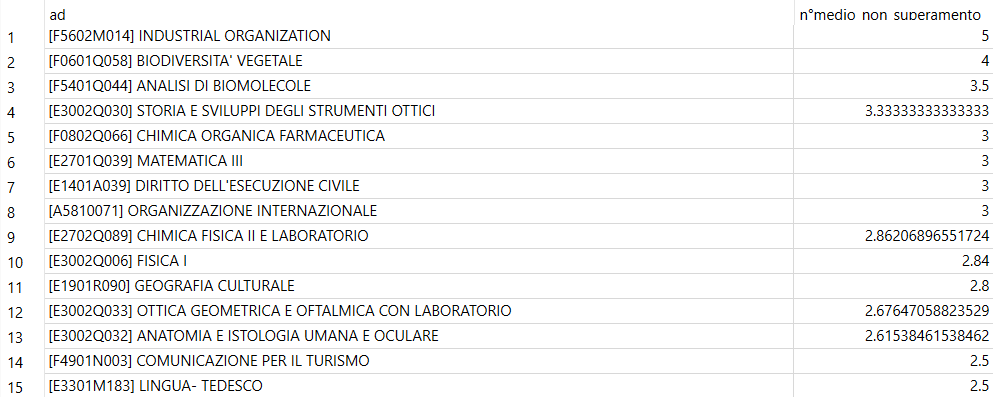 ad n°medio_non_superamento
1 [F5602M014] INDUSTRIAL ORGANIZATION 5
2 [F0601Q058] BIODIVERSITA' VEGETALE 4
3 [F5401Q044] ANALISI DI BIOMOLECOLE 3.5
4 [E3002Q030] STORIA E SVILUPPI DEGLI STRUMENTI OTTICI 3.33333333333333
5 [F0802Q066] CHIMICA ORGANICA FARMACEUTICA 3
6 [E2701Q039] MATEMATICA III 3
7 [E1401A039] DIRITTO DELL'ESECUZIONE CIVILE 3
8 [A5810071] ORGANIZZAZIONE INTERNAZIONALE 3
9 [E2702Q089] CHIMICA FISICA II E LABORATORIO 2.86206896551724
10 [E3002Q006] FISICA I 2.84
11 [E1901R090] GEOGRAFIA CULTURALE 2.8
12 [E3002Q033] OTTICA GEOMETRICA E OFTALMICA CON LABORATORIO 2.67647058823529
13 [E3002Q032] ANATOMIA E ISTOLOGIA UMANA E OCULARE 2.61538461538462
14 [F4901N003] COMUNICAZIONE PER IL TURISMO 2.5
15 [E3301M183] LINGUA- TEDESCO 2.5